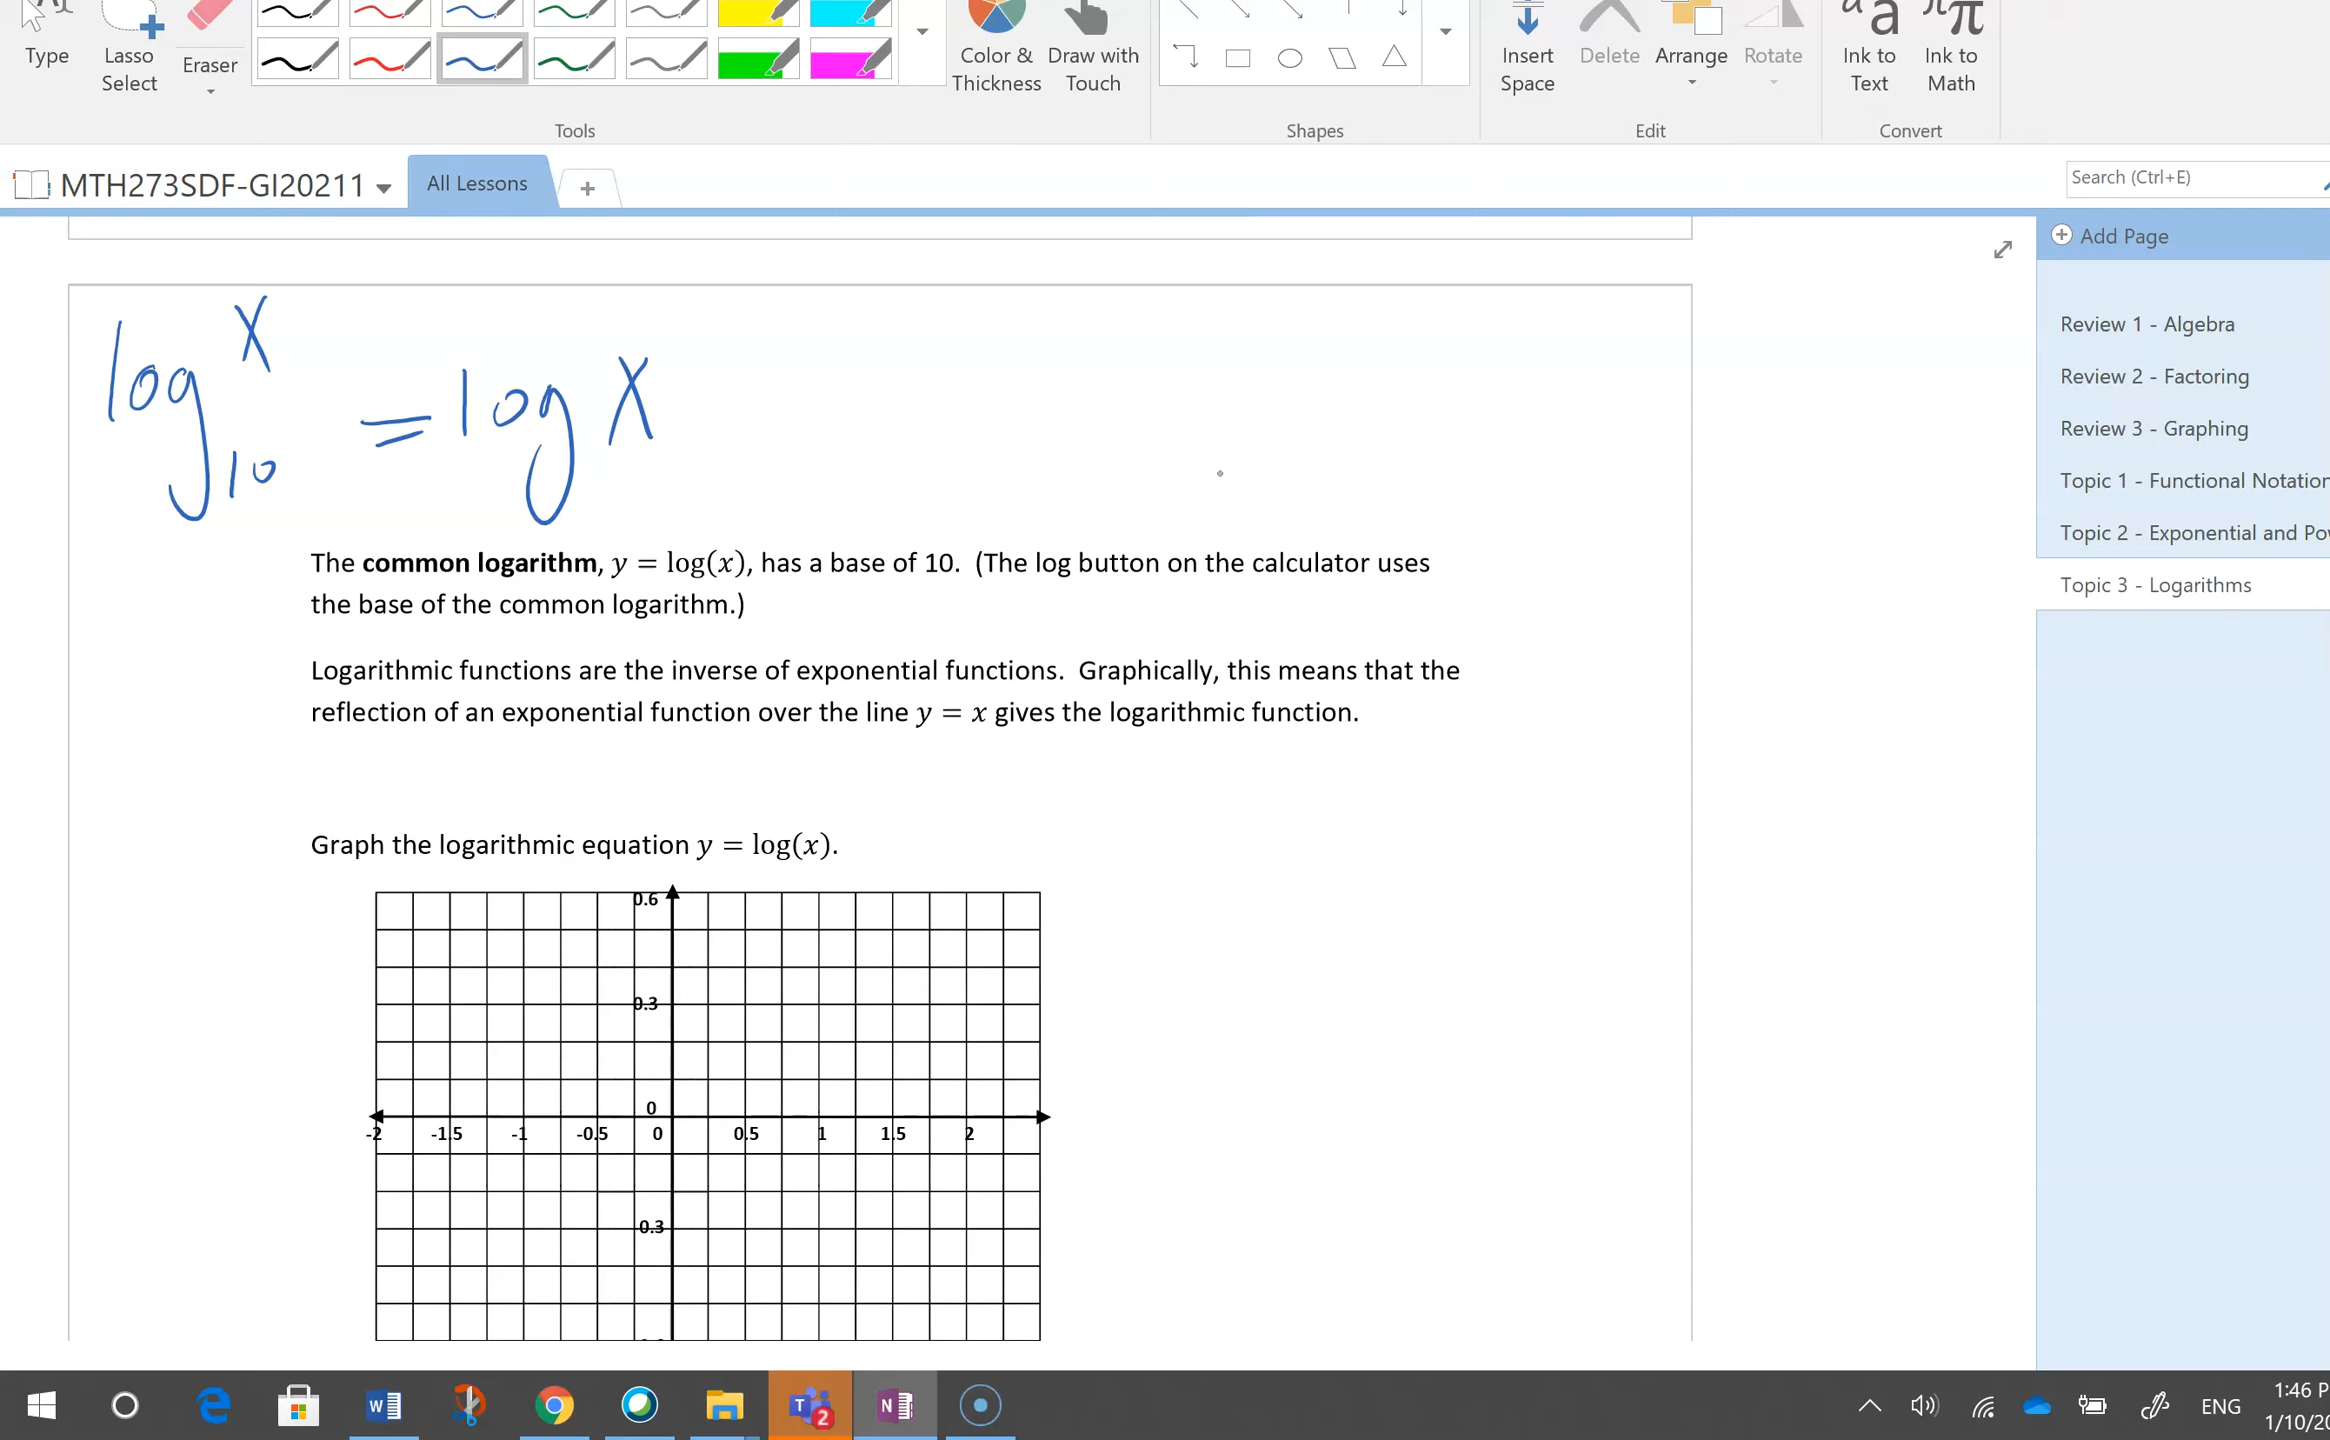 Type
Lasso Select
Eraser
Color & Thickness
Draw with Touch
Insert Space
Delete
Arrange
Rotate
Ink to Text
Ink to Math
Tools
Shapes
Edit
Convert
MTH273SDF-GI20211
All Lessons
Search (Ctrl+E)
Add Page
Review 1 - Algebra
Review 2 - Factoring
Review 3 - Graphing
Topic 1 - Functional Notation
Topic 2 - Exponential and Po
Topic 3 - Logarithms
log₁₀ x = log x
The common logarithm, y = log(x), has a base of 10. (The log button on the calculator uses
the base of the common logarithm.)
Logarithmic functions are the inverse of exponential functions. Graphically, this means that the
reflection of an exponential function over the line y = x gives the logarithmic function.
Graph the logarithmic equation y = log(x).
0.6
0.3
0
-2 -1.5 -1 -0.5 0 0.5 1 1.5 2
0.3
T 2
W
N
ENG
1:46 P
1/10/20